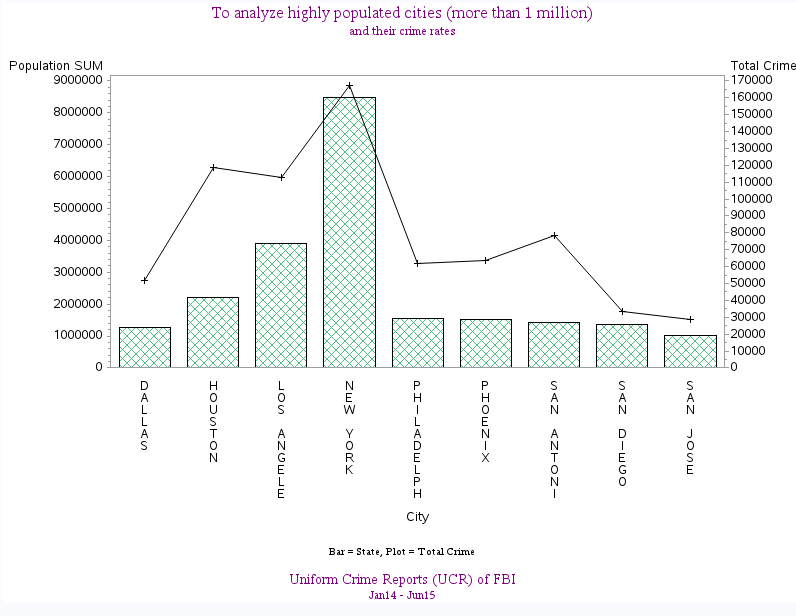 To analyze highly populated cities (more than 1 million)
and their crime rates
Population SUM
Total Crime
9000000
8000000
7000000
6000000
5000000
4000000
3000000
2000000
1000000
0
170000
160000
150000
140000
130000
120000
110000
100000
90000
80000
70000
60000
50000
40000
30000
20000
10000
0
DALLAS
HOUSTON
LOS ANGELE
NEW YORK
PHILADELPH
PHOENIX
SAN ANTONI
SAN DIEGO
SAN JOSE
City
Bar = State, Plot = Total Crime
Uniform Crime Reports (UCR) of FBI
Jan14 - Jun15